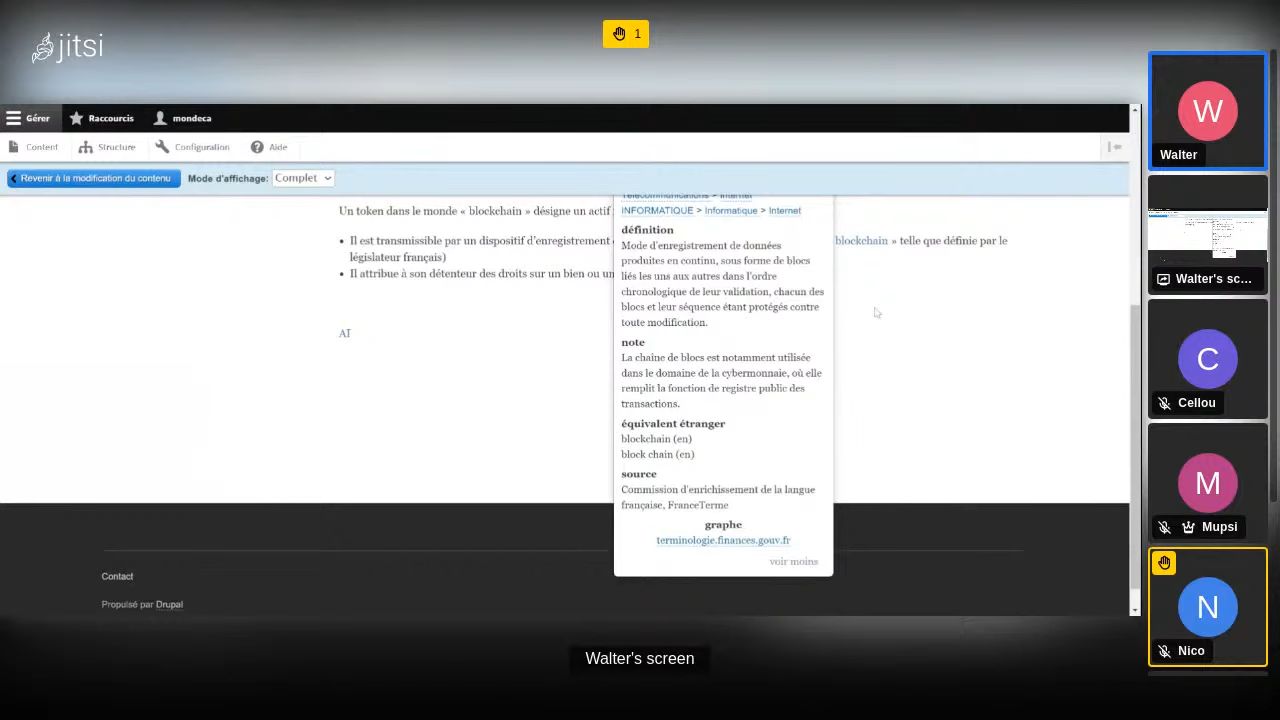 jitsi
1
Gérer Raccourcis mondeca
Content Structure Configuration Aide
Revenir à la modification du contenu Mode d'affichage: Complet
Télécommunications > Internet
INFORMATIQUE > Informatique > Internet
Un token dans le monde « blockchain » désigne un actif
Il est transmissible par un dispositif d'enregistrement
blockchain » telle que définie par le
législateur français)
Il attribue à son détenteur des droits sur un bien ou un
AI
définition
Mode d'enregistrement de données
produites en continu, sous forme de blocs
liés les uns aux autres dans l'ordre
chronologique de leur validation, chacun des
blocs et leur séquence étant protégés contre
toute modification.
note
La chaîne de blocs est notamment utilisée
dans le domaine de la cybermonnaie, où elle
remplit la fonction de registre public des
transactions.
équivalent étranger
blockchain (en)
block chain (en)
source
Commission d'enrichissement de la langue
française, FranceTerme
graphe
terminologie.finances.gouv.fr
voir moins
Contact
Propulsé par Drupal
Walter's screen
W
Walter
Walter's sc...
C
Cellou
M
Mupsi
N
Nico